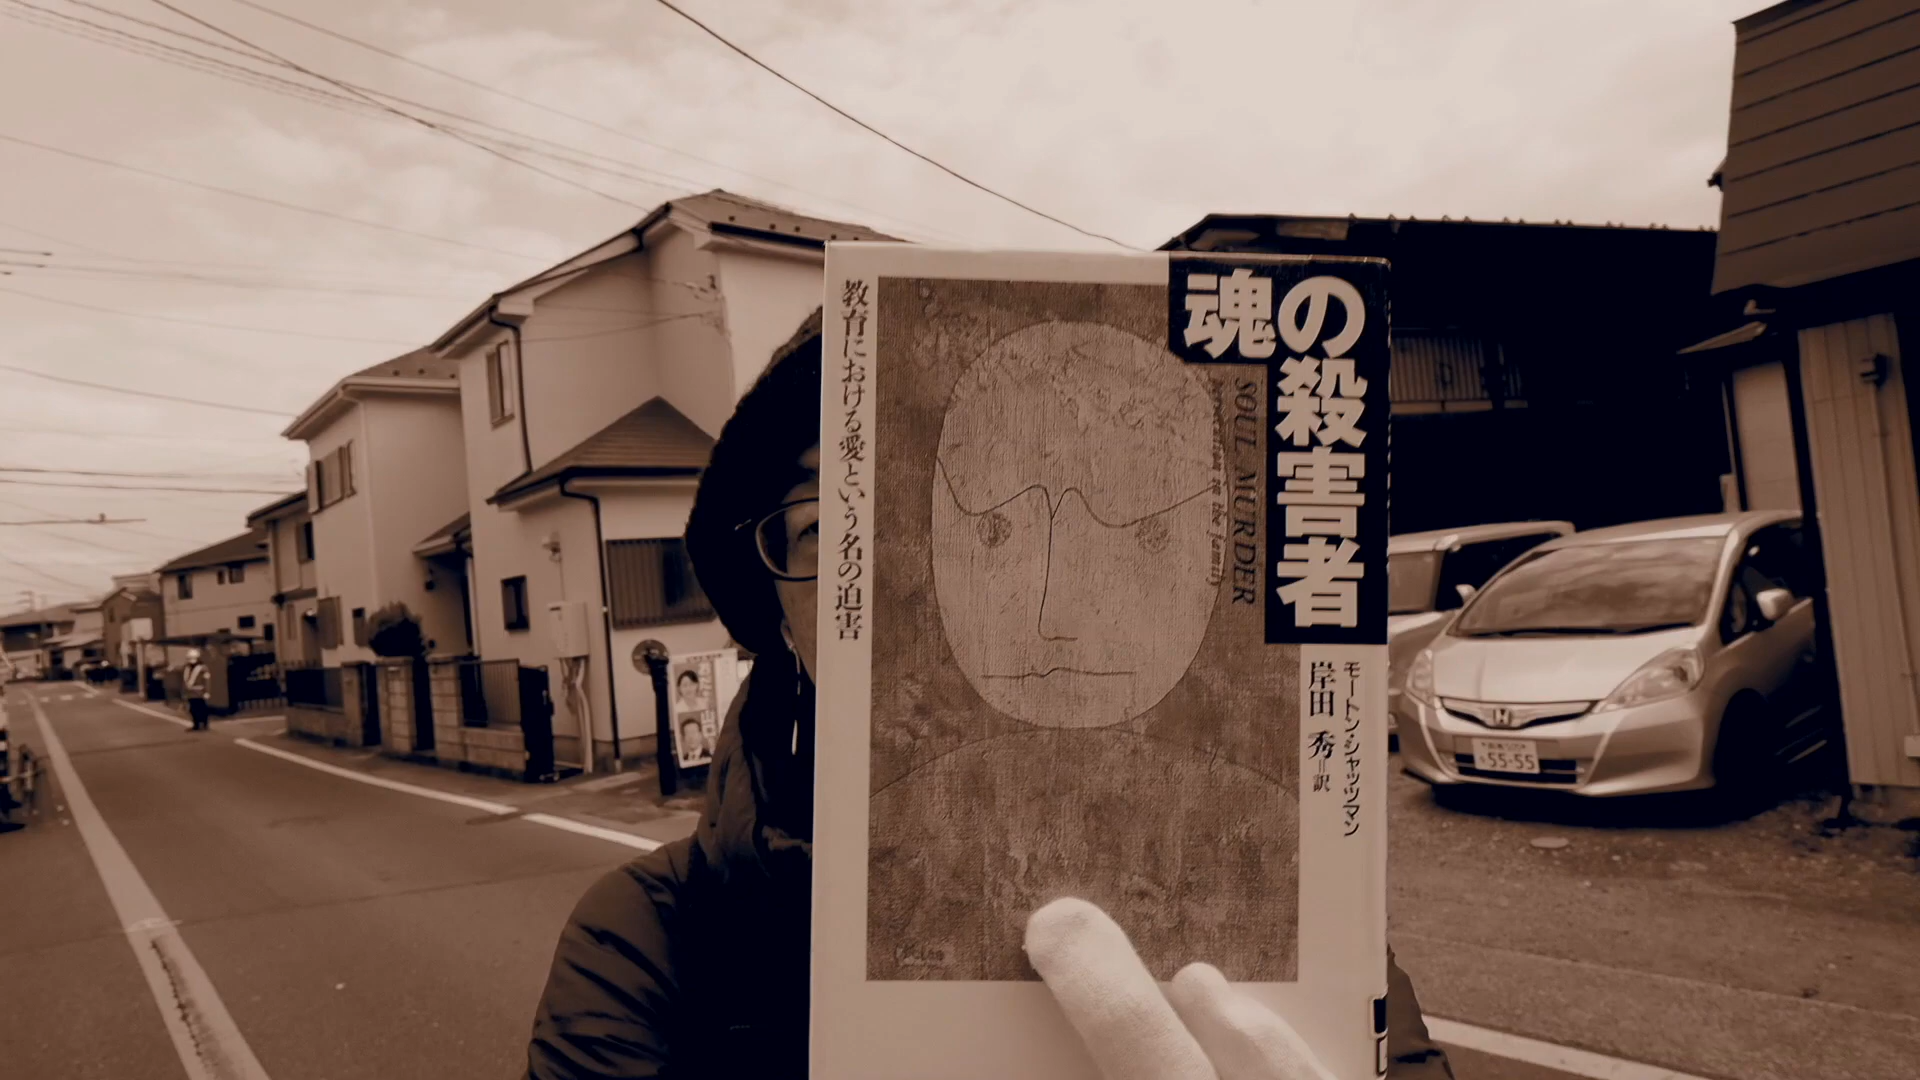 魂の殺害者
SOUL MURDER
persecution in the family
教育における愛という名の迫害
モートン・シャッツマン
岸田 秀=訳
55-55